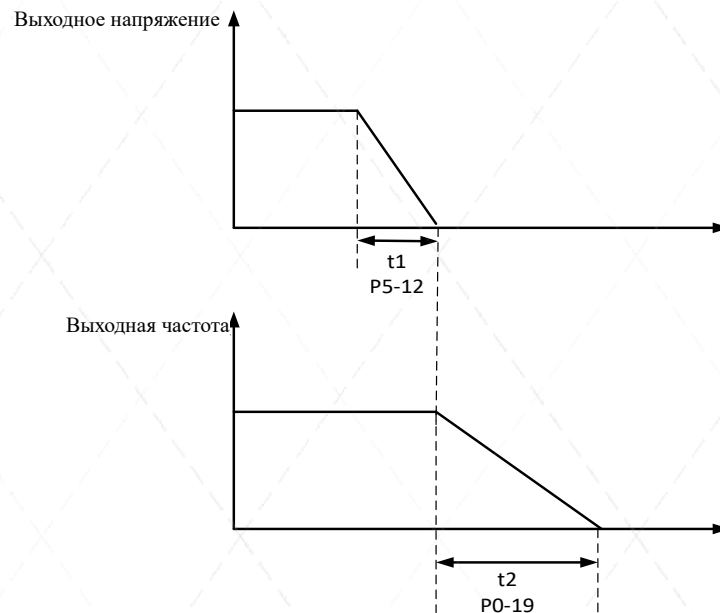 Выходное напряжение
t1
P5-12
Выходная частота
t2
P0-19